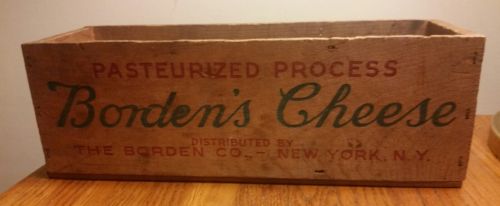 PASTEURIZED PROCESS
Borden's Cheese
DISTRIBUTED BY
THE BORDEN CO., - NEW YORK, N.Y.